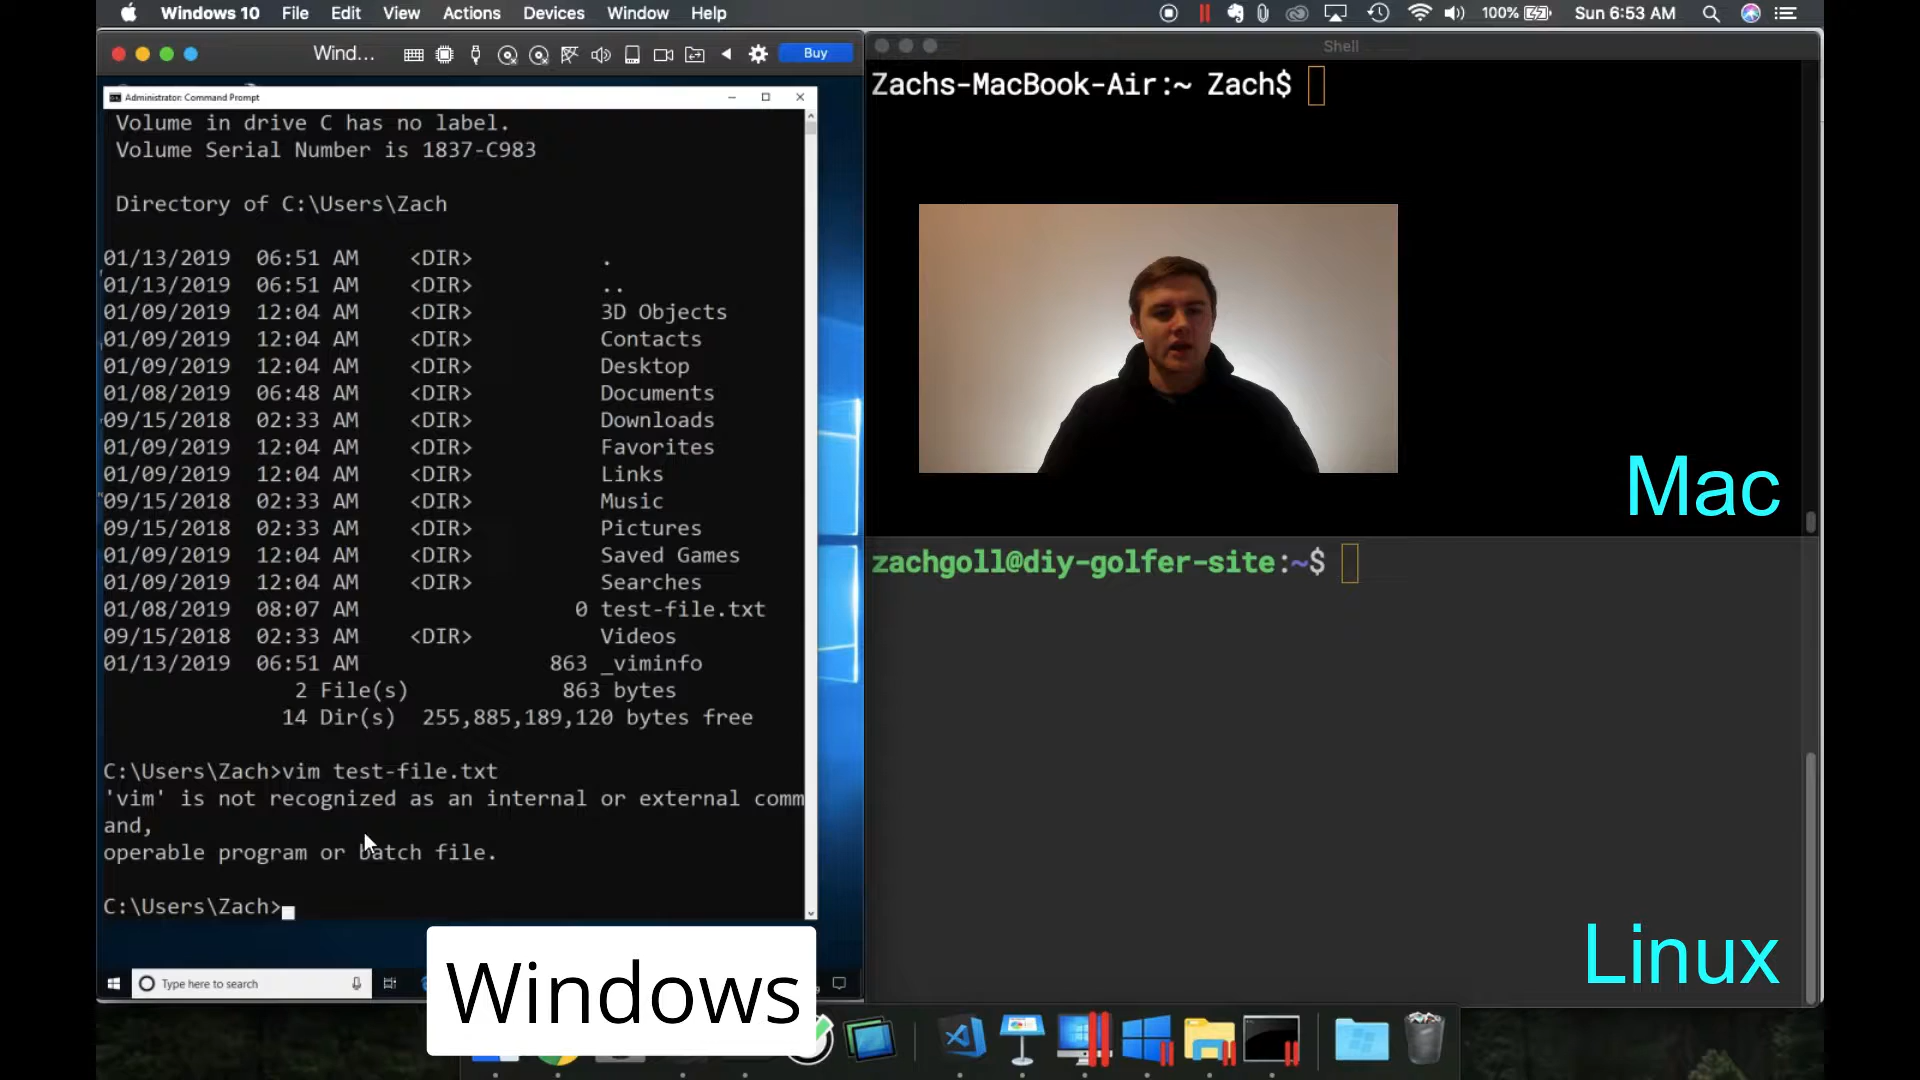 Windows 10 File Edit View Actions Devices Window Help 100% Sun 6:53 AM
Wind... Buy
Shell
Administrator: Command Prompt
Volume in drive C has no label.
Volume Serial Number is 1837-C983
Directory of C:\Users\Zach
01/13/2019 06:51 AM <DIR> .
01/13/2019 06:51 AM <DIR> ..
01/09/2019 12:04 AM <DIR> 3D Objects
01/09/2019 12:04 AM <DIR> Contacts
01/09/2019 12:04 AM <DIR> Desktop
01/08/2019 06:48 AM <DIR> Documents
09/15/2018 02:33 AM <DIR> Downloads
01/09/2019 12:04 AM <DIR> Favorites
01/09/2019 12:04 AM <DIR> Links
09/15/2018 02:33 AM <DIR> Music
09/15/2018 02:33 AM <DIR> Pictures
01/09/2019 12:04 AM <DIR> Saved Games
01/09/2019 12:04 AM <DIR> Searches
01/08/2019 08:07 AM 0 test-file.txt
09/15/2018 02:33 AM <DIR> Videos
01/13/2019 06:51 AM 863 _viminfo
2 File(s) 863 bytes
14 Dir(s) 255,885,189,120 bytes free
C:\Users\Zach>vim test-file.txt
'vim' is not recognized as an internal or external comm
and,
operable program or batch file.
C:\Users\Zach>
Type here to search
Windows
Zachs-MacBook-Air:~ Zach$
Mac
zachgoll@diy-golfer-site:~$
Linux